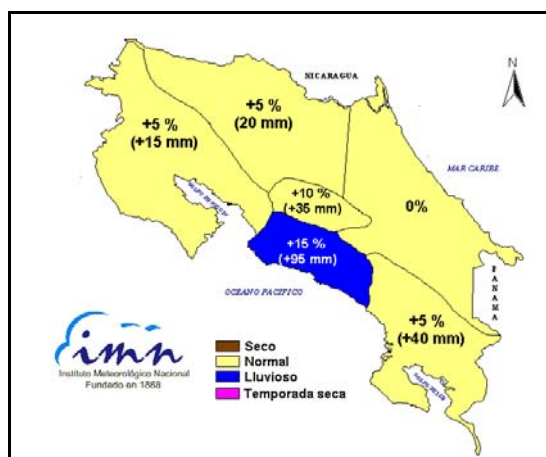 N
NICARAGUA
+5 %
(20 mm)
+5 %
(+15 mm)
MAR CARIBE
+10 %
(+35 mm)
0%
+15 %
(+95 mm)
OCEANO PACIFICO
PANAMA
+5 %
(+40 mm)
imn
Instituto Meteorológico Nacional
Fundado en 1888
Seco
Normal
Lluvioso
Temporada seca